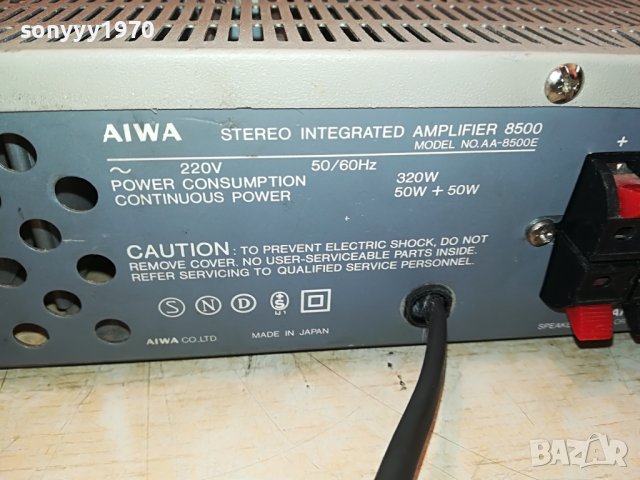 sonyyy1970
AIWA STEREO INTEGRATED AMPLIFIER 8500
MODEL NO. AA-8500E
~ 220V 50/60Hz
POWER CONSUMPTION 320W
CONTINUOUS POWER 50W + 50W
CAUTION: TO PREVENT ELECTRIC SHOCK, DO NOT
REMOVE COVER. NO USER-SERVICEABLE PARTS INSIDE.
REFER SERVICING TO QUALIFIED SERVICE PERSONNEL.
S N D S
AIWA CO.LTD MADE IN JAPAN
+
BAZAR